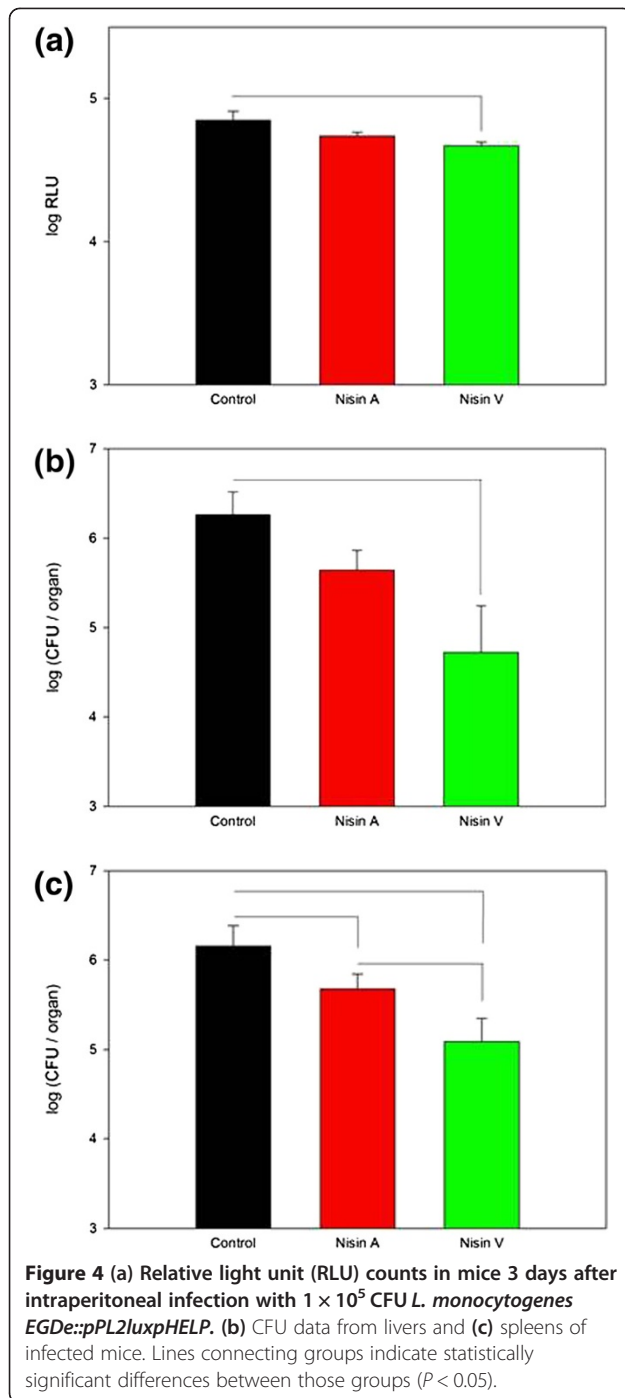 (a)
5
4
3
log RLU
Control Nisin A Nisin V
(b)
7
6
5
4
3
log (CFU / organ)
Control Nisin A Nisin V
(c)
7
6
5
4
3
log (CFU / organ)
Control Nisin A Nisin V
Figure 4 (a) Relative light unit (RLU) counts in mice 3 days after
intraperitoneal infection with 1 × 10⁵ CFU L. monocytogenes
EGDe::pPL2luxpHELP. (b) CFU data from livers and (c) spleens of
infected mice. Lines connecting groups indicate statistically
significant differences between those groups (P < 0.05).